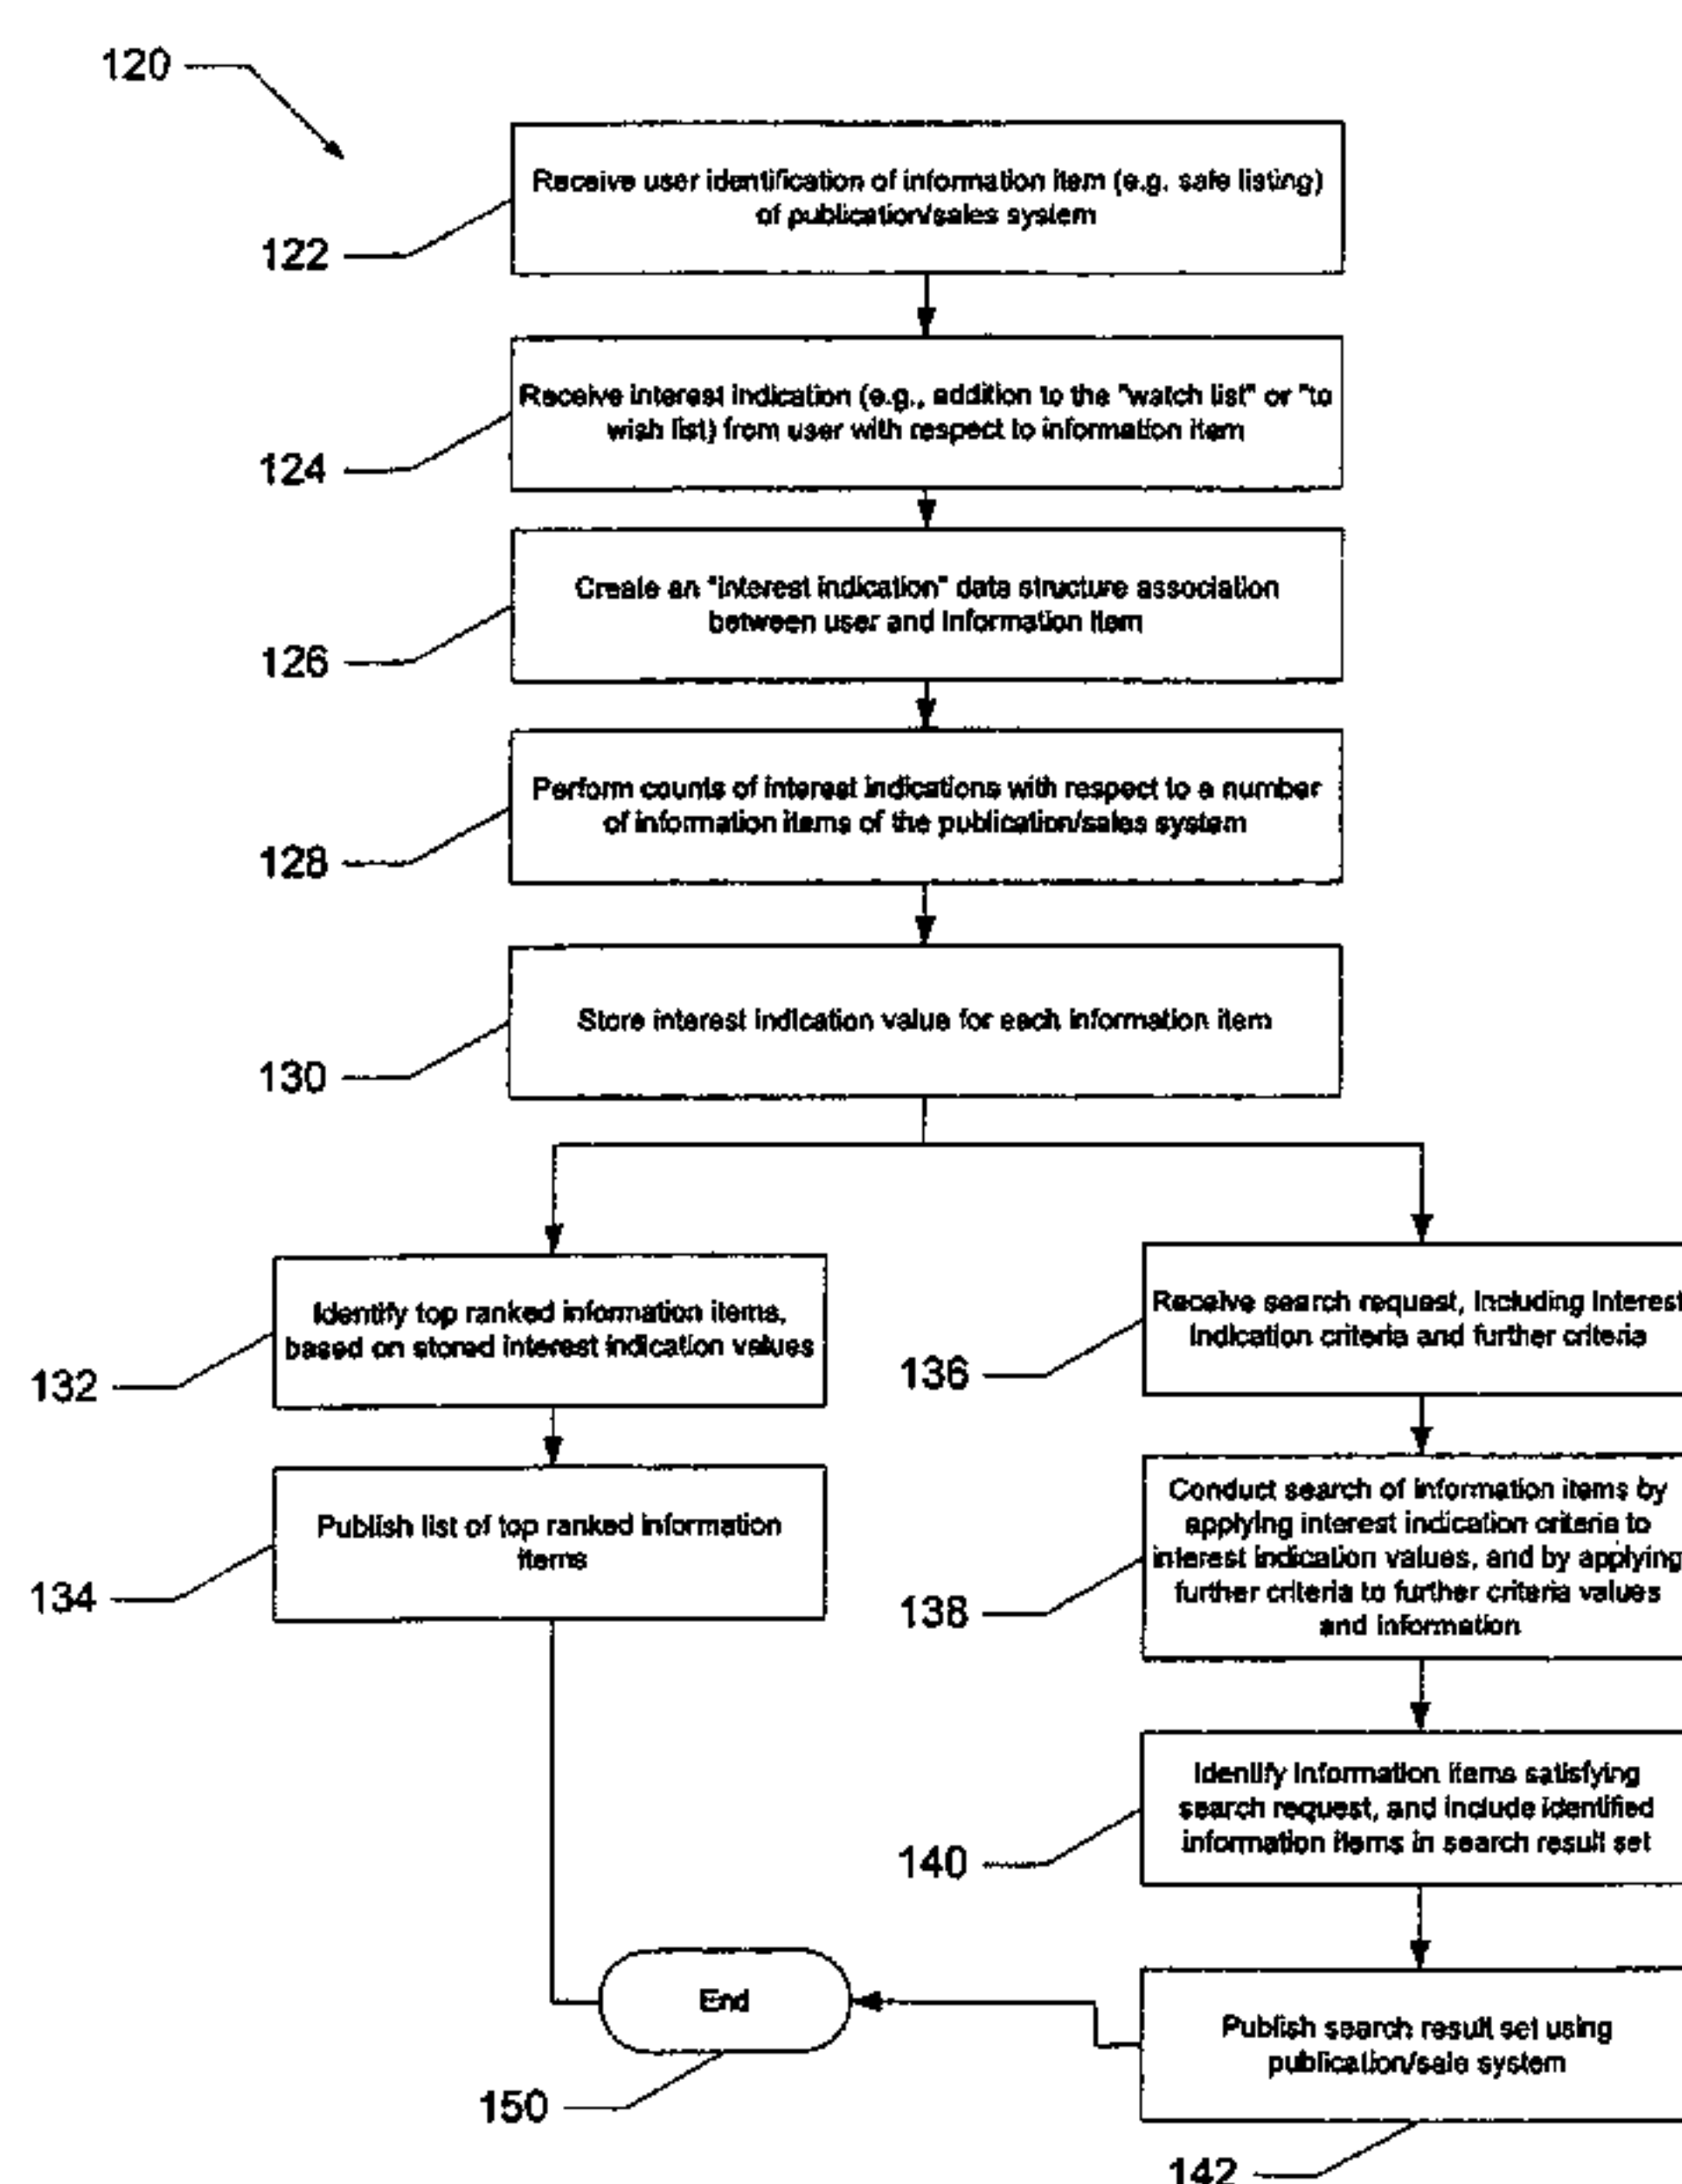 120
Receive user identification of information item (e.g. safe listing)
of publication/sales system
122
Receive interest indication (e.g., addition to the "watch list" or "to
wish list) from user with respect to information item
124
Create an "interest indication" data structure association
between user and information item
126
Perform counts of interest indications with respect to a number
of information items of the publication/sales system
128
Store interest indication value for each information item
130
Identify top ranked information items,
based on stored interest indication values
132
Receive search request, including interest
indication criteria and further criteria
136
Publish list of top ranked information
items
134
Conduct search of information items by
applying interest indication criteria to
interest indication values, and by applying
further criteria to further criteria values
and information
138
Identify information items satisfying
search request, and include identified
information items in search result set
140
End
150
Publish search result set using
publication/sale system
142